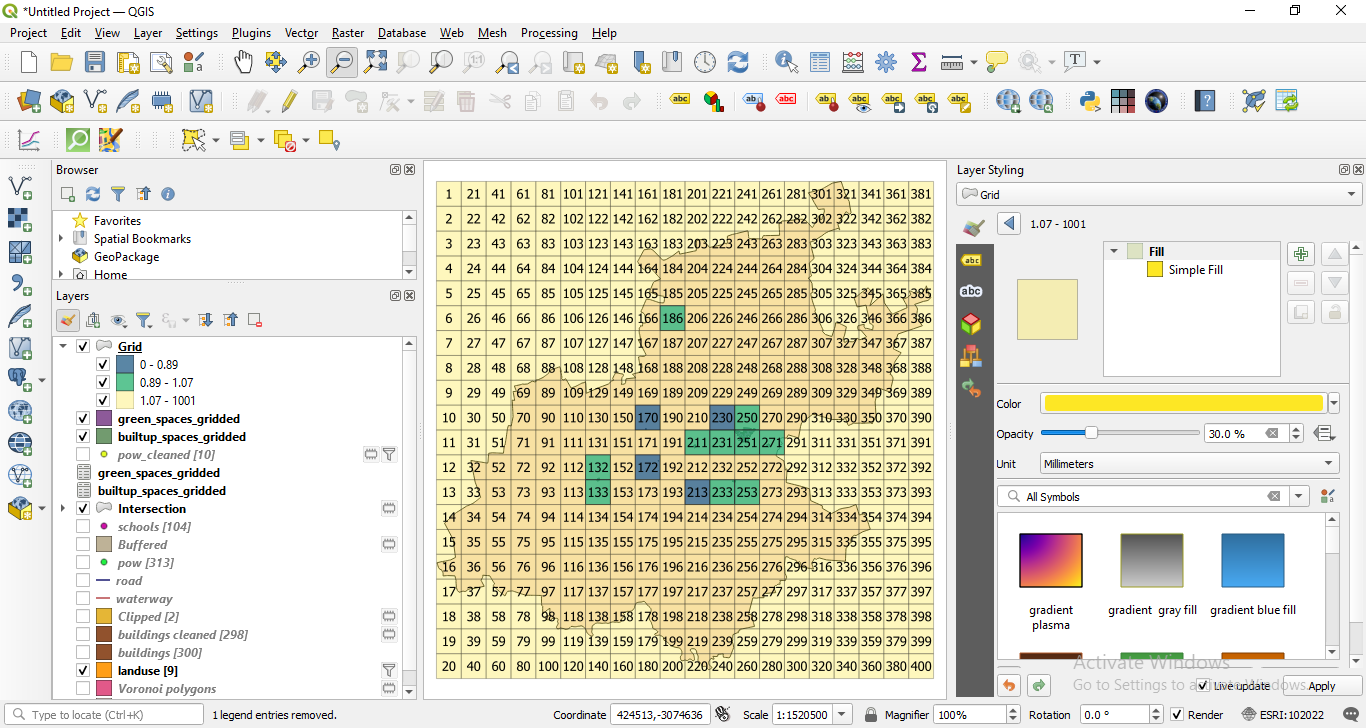 *Untitled Project — QGIS
Project Edit View Layer Settings Plugins Vector Raster Database Web Mesh Processing Help
Browser
Favorites
Spatial Bookmarks
GeoPackage
Home
Layers
Grid
0 - 0.89
0.89 - 1.07
1.07 - 1001
green_spaces_gridded
builtup_spaces_gridded
pow_cleaned [10]
green_spaces_gridded
builtup_spaces_gridded
Intersection
schools [104]
Buffered
pow [313]
road
waterway
Clipped [2]
buildings cleaned [298]
buildings [300]
landuse [9]
Voronoi polygons
1 21 41 61 81 101 121 141 161 181 201 221 241 261 281 301 321 341 361 381
2 22 42 62 82 102 122 142 162 182 202 222 242 262 282 302 322 342 362 382
3 23 43 63 83 103 123 143 163 183 203 223 243 263 283 303 323 343 363 383
4 24 44 64 84 104 124 144 164 184 204 224 244 264 284 304 324 344 364 384
5 25 45 65 85 105 125 145 165 185 205 225 245 265 285 305 325 345 365 385
6 26 46 66 86 106 126 146 166 186 206 226 246 266 286 306 326 346 366 386
7 27 47 67 87 107 127 147 167 187 207 227 247 267 287 307 327 347 367 387
8 28 48 68 88 108 128 148 168 188 208 228 248 268 288 308 328 348 368 388
9 29 49 69 89 109 129 149 169 189 209 229 249 269 289 309 329 349 369 389
10 30 50 70 90 110 130 150 170 190 210 230 250 270 290 310 330 350 370 390
11 31 51 71 91 111 131 151 171 191 211 231 251 271 291 311 331 351 371 391
12 32 52 72 92 112 132 152 172 192 212 232 252 272 292 312 332 352 372 392
13 33 53 73 93 113 133 153 173 193 213 233 253 273 293 313 333 353 373 393
14 34 54 74 94 114 134 154 174 194 214 234 254 274 294 314 334 354 374 394
15 35 55 75 95 115 135 155 175 195 215 235 255 275 295 315 335 355 375 395
16 36 56 76 96 116 136 156 176 196 216 236 256 276 296 316 336 356 376 396
17 37 57 77 97 117 137 157 177 197 217 237 257 277 297 317 337 357 377 397
18 38 58 78 98 118 138 158 178 198 218 238 258 278 298 318 338 358 378 398
19 39 59 79 99 119 139 159 179 199 219 239 259 279 299 319 339 359 379 399
20 40 60 80 100 120 140 160 180 200 220 240 260 280 300 320 340 360 380 400
Layer Styling
Grid
1.07 - 1001
Fill
Simple Fill
Color
Opacity 30.0 %
Unit Millimeters
All Symbols
gradient plasma
gradient gray fill
gradient blue fill
Activate Windows
Go to Settings to activate Windows.
Live update Apply
Type to locate (Ctrl+K) 1 legend entries removed. Coordinate 424513,-3074636 Scale 1:1520500 Magnifier 100% Rotation 0.0 ° Render ESRI:102022